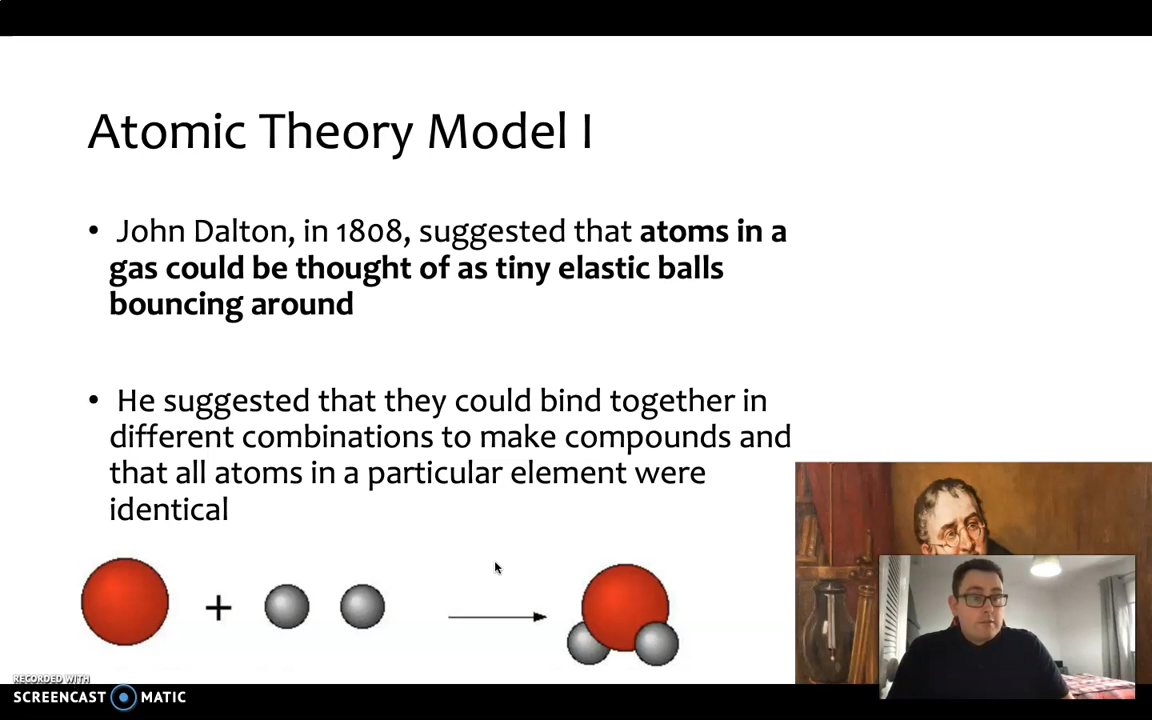 Atomic Theory Model I
• John Dalton, in 1808, suggested that atoms in a
gas could be thought of as tiny elastic balls
bouncing around
• He suggested that they could bind together in
different combinations to make compounds and
that all atoms in a particular element were
identical
+
RECORDED WITH
SCREENCAST MATIC